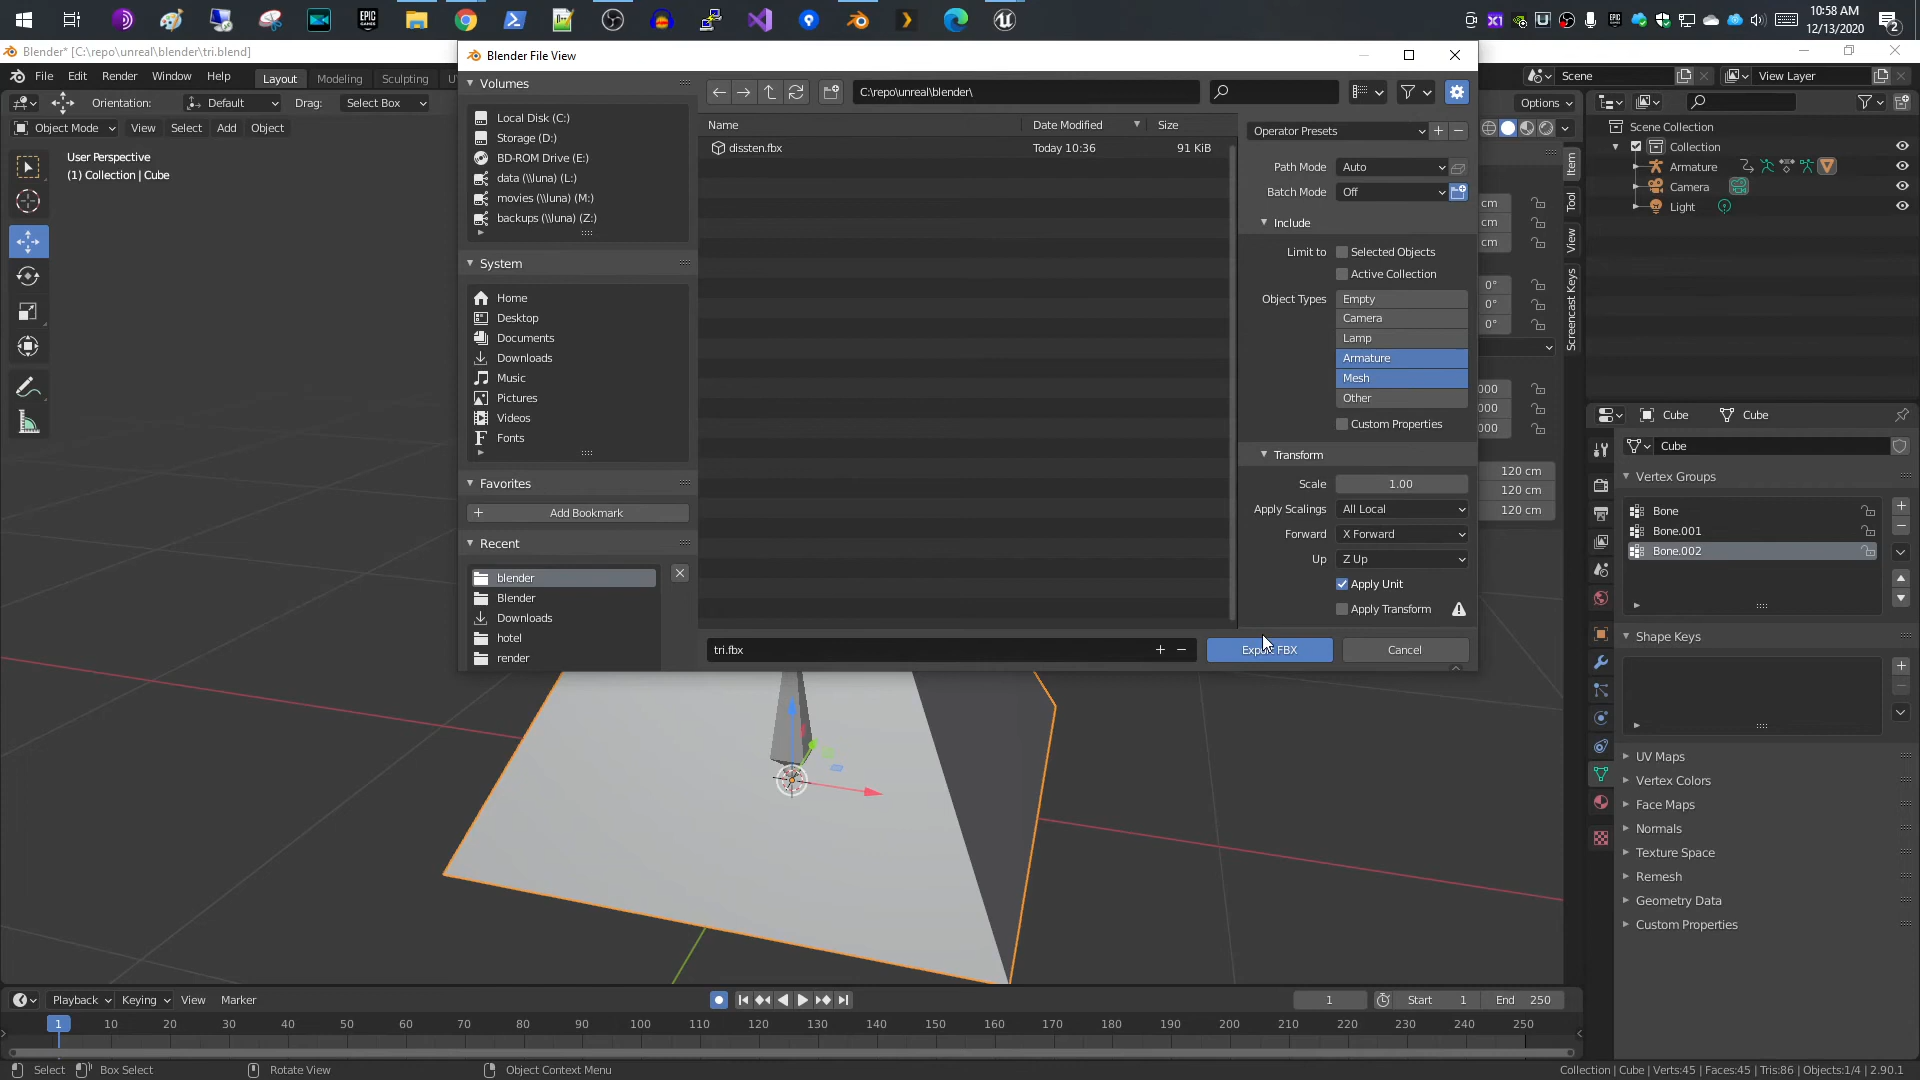 10:58 AM
12/13/2020
2
Blender* [C:\repo\unreal\blender\tri.blend]
Blender File View
File Edit Render Window Help Layout Modeling Sculpting
Scene View Layer
Orientation: Default Drag: Select Box
Options
Object Mode View Select Add Object
User Perspective
(1) Collection | Cube
Volumes
Local Disk (C:)
Storage (D:)
BD-ROM Drive (E:)
data (\\luna) (L:)
movies (\\luna) (M:)
backups (\\luna) (Z:)
System
Home
Desktop
Documents
Downloads
Music
Pictures
Videos
Fonts
Favorites
Add Bookmark
Recent
blender
Blender
Downloads
hotel
render
C:\repo\unreal\blender\
Name Date Modified Size
dissten.fbx Today 10:36 91 KiB
tri.fbx
Operator Presets
Path Mode Auto
Batch Mode Off
Include
Limit to Selected Objects
Active Collection
Object Types Empty
Camera
Lamp
Armature
Mesh
Other
Custom Properties
Transform
Scale 1.00
Apply Scalings All Local
Forward X Forward
Up Z Up
Apply Unit
Apply Transform
Export FBX Cancel
cm
cm
cm
0°
0°
0°
000
000
000
120 cm
120 cm
120 cm
Item
Tool
View
Screencast Keys
Scene Collection
Collection
Armature
Camera
Light
Cube Cube
Cube
Vertex Groups
Bone
Bone.001
Bone.002
Shape Keys
UV Maps
Vertex Colors
Face Maps
Normals
Texture Space
Remesh
Geometry Data
Custom Properties
Playback Keying View Marker
1 Start 1 End 250
1 10 20 30 40 50 60 70 80 90 100 110 120 130 140 150 160 170 180 190 200 210 220 230 240 250
Select Box Select Rotate View Object Context Menu
Collection | Cube | Verts:45 | Faces:45 | Tris:86 | Objects:1/4 | 2.90.1